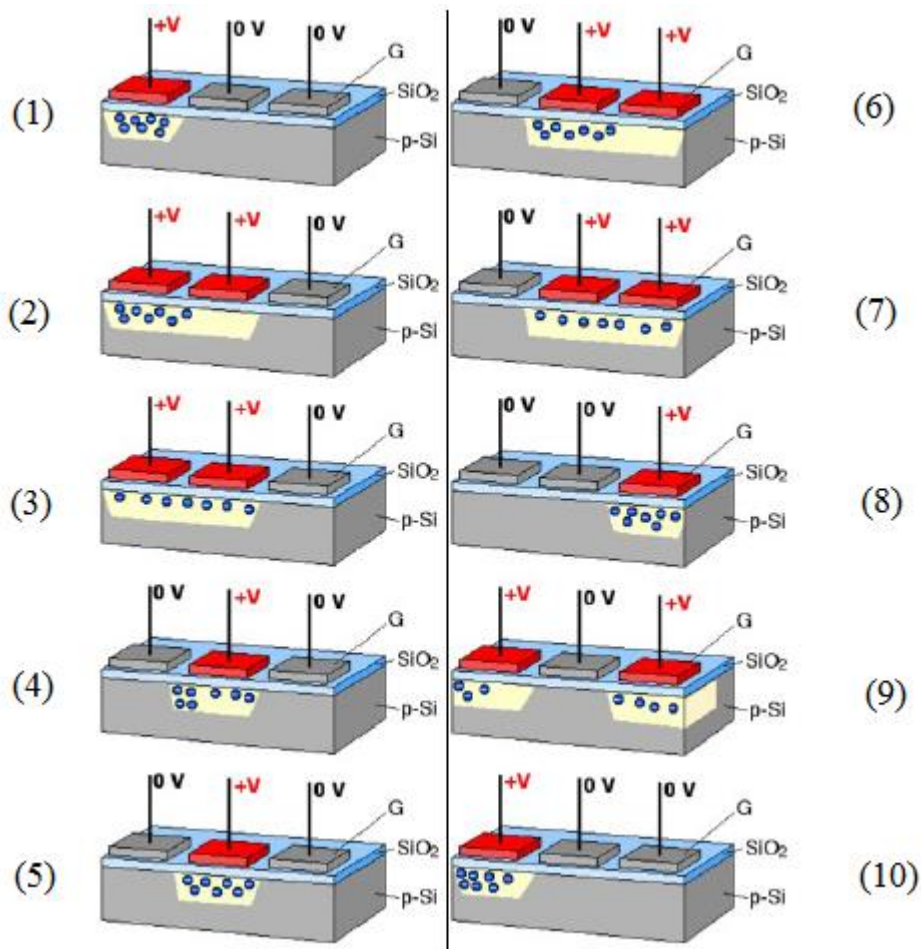 +V 0 V 0 V
G
SiO₂
(1)
p-Si
+V +V 0 V
G
SiO₂
(2)
p-Si
+V +V 0 V
G
SiO₂
(3)
p-Si
0 V +V 0 V
G
SiO₂
(4)
p-Si
0 V +V 0 V
G
SiO₂
(5)
p-Si
0 V +V +V
G
SiO₂
(6)
p-Si
0 V +V +V
G
SiO₂
(7)
p-Si
0 V 0 V +V
G
SiO₂
(8)
p-Si
+V 0 V +V
G
SiO₂
(9)
p-Si
+V 0 V 0 V
G
SiO₂
(10)
p-Si